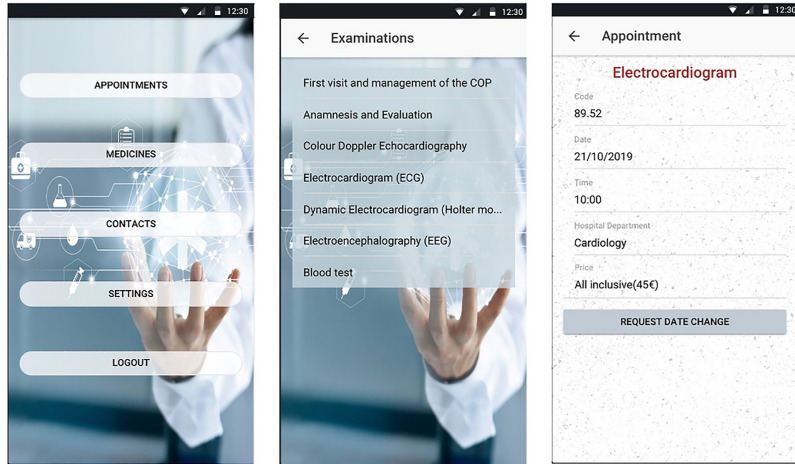 12:30
APPOINTMENTS
MEDICINES
CONTACTS
SETTINGS
LOGOUT
12:30
Examinations
First visit and management of the COP
Anamnesis and Evaluation
Colour Doppler Echocardiography
Electrocardiogram (ECG)
Dynamic Electrocardiogram (Holter mo...
Electroencephalography (EEG)
Blood test
12:30
Appointment
Electrocardiogram
Code
89.52
Date
21/10/2019
Time
10:00
Hospital Department
Cardiology
Price
All inclusive(45€)
REQUEST DATE CHANGE